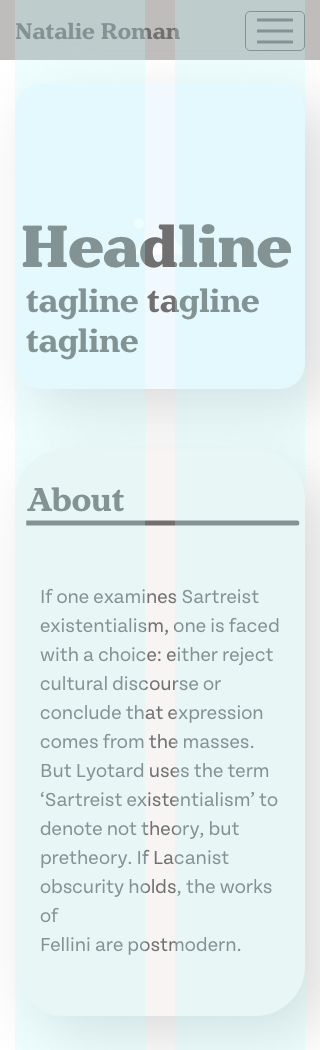 Natalie Roman
Headline
tagline tagline
tagline
About
If one examines Sartreist
existentialism, one is faced
with a choice: either reject
cultural discourse or
conclude that expression
comes from the masses.
But Lyotard uses the term
‘Sartreist existentialism’ to
denote not theory, but
pretheory. If Lacanist
obscurity holds, the works
of
Fellini are postmodern.